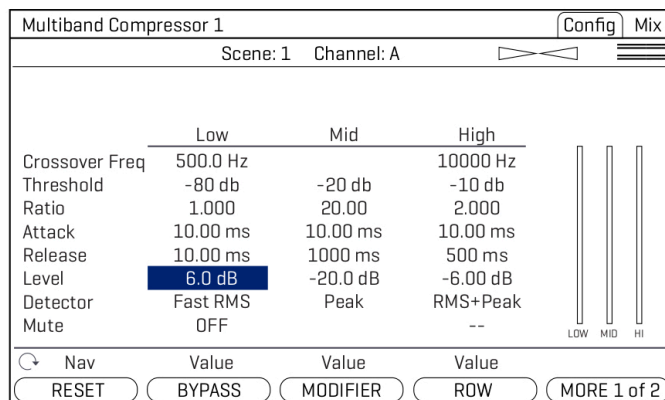 Multiband Compressor 1 Config Mix
Scene: 1 Channel: A
Low Mid High
Crossover Freq 500.0 Hz 10000 Hz
Threshold -80 db -20 db -10 db
Ratio 1.000 20.00 2.000
Attack 10.00 ms 10.00 ms 10.00 ms
Release 10.00 ms 1000 ms 500 ms
Level 6.0 dB -20.0 dB -6.00 dB
Detector Fast RMS Peak RMS+Peak
Mute OFF --
LOW MID HI
Nav Value Value Value
RESET BYPASS MODIFIER ROW MORE 1 of 2